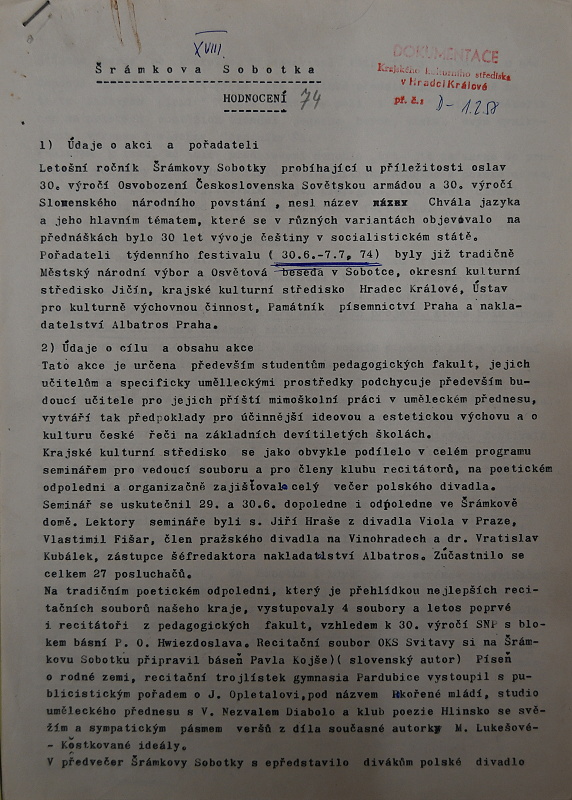 XVIII.
Šrámkova Sobotka
HODNOCENÍ 74
DOKUMENTACE
Krajského kulturního střediska
v Hradci Králové
př. č.: D- 1.2.58
1) Údaje o akci a pořadateli
Letošní ročník Šrámkovy Sobotky probíhající u příležitosti oslav
30. výročí Osvobození Československa Sovětskou armádou a 30. výročí
Slovenského národního povstání , nesl název Chvála jazyka
a jeho hlavním tématem, které se v různých variantách objevovalo na
přednáškách bylo 30 let vývoje češtiny v socialistickém státě.
Pořadateli týdenního festivalu ( 30.6.-7.7. 74) byly již tradičně
Městský národní výbor a Osvětová beseda v Sobotce, okresní kulturní
středisko Jičín, krajské kulturní středisko Hradec Králové, Ústav
pro kulturně výchovnou činnost, Památník písemnictví Praha a nakla-
datelství Albatros Praha.
2) Údaje o cílu a obsahu akce
Tato akce je určena především studentům pedagogických fakult, jejich
učitelům a specificky umělleckými prostředky podchycuje především bu-
doucí učitele pro jejich příští mimoškolní práci v uměleckém přednesu,
vytváří tak předpoklady pro účinnější ideovou a estetickou výchovu a o
kulturu české řeči na základních devítiletých školách.
Krajské kulturní středisko se jako obvykle podílelo v celém programu
seminářem pro vedoucí souboru a pro členy klubu recitátorů, na poetickém
odpoledni a organizačně zajišťovalo celý večer polského divadla.
Seminář se uskutečnil 29. a 30.6. dopoledne i odpoledne ve Šrámkově
domě. Lektory semináře byli s. Jiří Hraše z divadla Viola v Praze,
Vlastimil Fišar, člen pražského divadla na Vinohradech a dr. Vratislav
Kubálek, zástupce šéfredaktora nakladatelství Albatros. Zúčastnilo se
celkem 27 posluchačů.
Na tradičním poetickém odpoledni, který je přehlídkou nejlepších reci-
tačních souborů našeho kraje, vystupovaly 4 soubory a letos poprvé
i recitátoři z pedagogických fakult, vzhledem k 30. výročí SNP s blo-
kem básní P. O. Hwiezdoslava. Recitační soubor OKS Svitavy si na Šrám-
kovu Sobotku připravil báseň Pavla Kojše)( slovenský autor) Píseň
o rodné zemi, recitační trojlístek gymnasia Pardubice vystoupil s pu-
blicistickým pořadem o J. Opletalovi,pod názvem Hkořené mládí, studio
uměleckého přednesu s V. Nezvalem Diabolo a klub poezie Hlinsko se svě-
žím a sympatickým pásmem veršů z díla současné autorky M. Lukešové-
- Kostkované ideály.
V předvečer Šrámkovy Sobotky s epředstavilo divákům polské divadlo